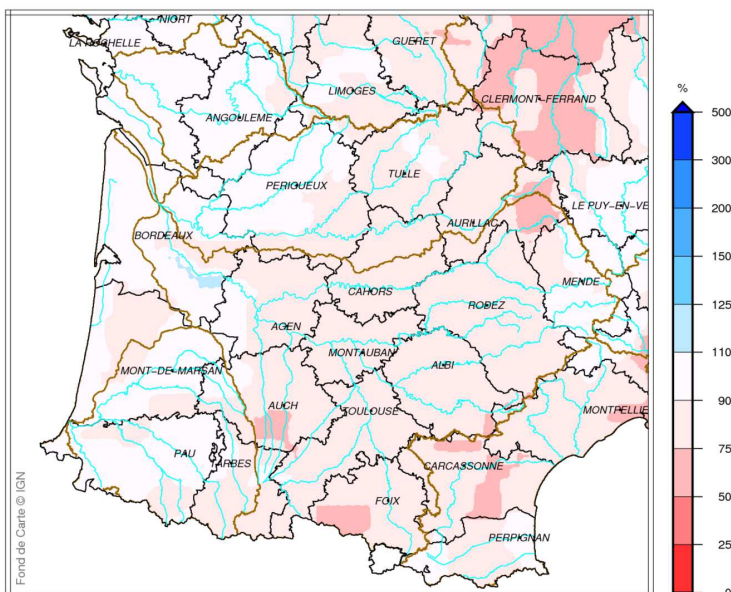 NIORT
LA ROCHELLE
GUERET
%
LIMOGES
CLERMONT-FERRAND
500
ANGOULEME
300
TULLE
PERIGUEUX
200
LE PUY-EN-VE
AURILLAC
BORDEAUX
150
MENDE
CAHORS
125
RODEZ
AGEN
110
MONTAUBAN
ALBI
MONT-DE-MARSAN
90
AUCH
TOULOUSE
MONTPELLIE
75
PAU
TARBES
CARCASSONNE
50
FOIX
PERPIGNAN
25
0
Fond de Carte © IGN